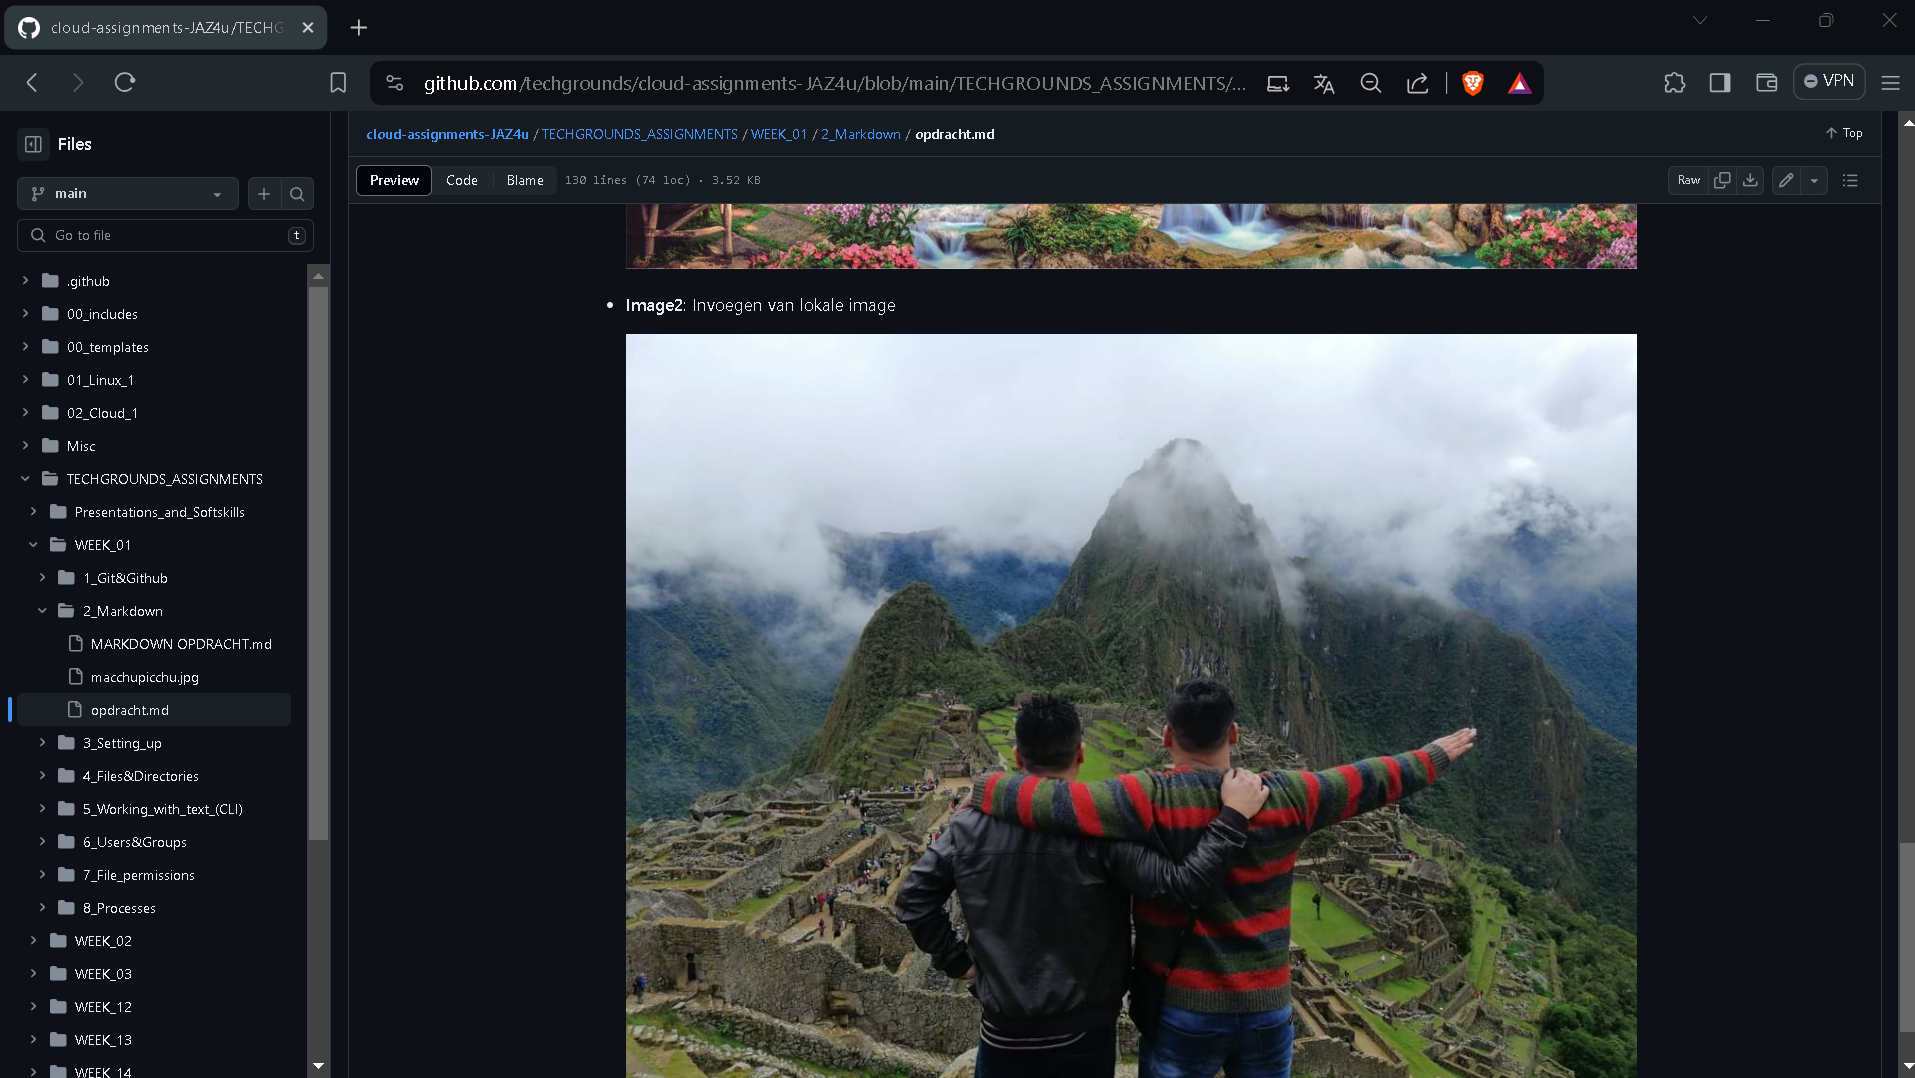 cloud-assignments-JAZ4u/TECHG
github.com/techgrounds/cloud-assignments-JAZ4u/blob/main/TECHGROUNDS_ASSIGNMENTS/...
VPN
Files
main
Go to file
t
.github
00_includes
00_templates
01_Linux_1
02_Cloud_1
Misc
TECHGROUNDS_ASSIGNMENTS
Presentations_and_Softskills
WEEK_01
1_Git&Github
2_Markdown
MARKDOWN OPDRACHT.md
macchupicchu.jpg
opdracht.md
3_Setting_up
4_Files&Directories
5_Working_with_text_(CLI)
6_Users&Groups
7_File_permissions
8_Processes
WEEK_02
WEEK_03
WEEK_12
WEEK_13
WEEK_14
cloud-assignments-JAZ4u / TECHGROUNDS_ASSIGNMENTS / WEEK_01 / 2_Markdown / opdracht.md
Top
Preview Code Blame 130 lines (74 loc) · 3.52 KB
Raw
Image2: Invoegen van lokale image